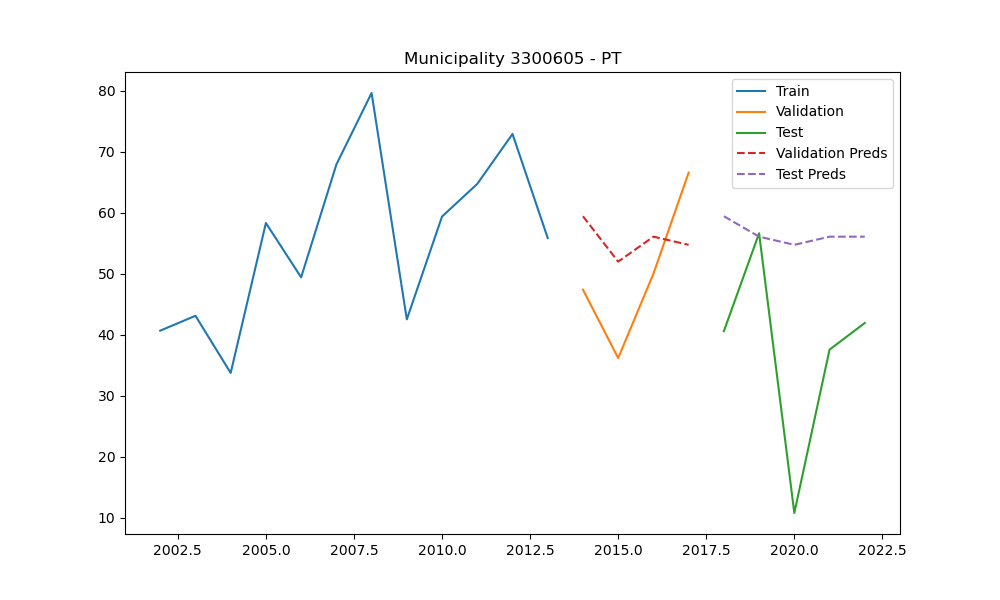 Municipality 3300605 - PT
Train
Validation
Test
Validation Preds
Test Preds
80
70
60
50
40
30
20
10
2002.5 2005.0 2007.5 2010.0 2012.5 2015.0 2017.5 2020.0 2022.5